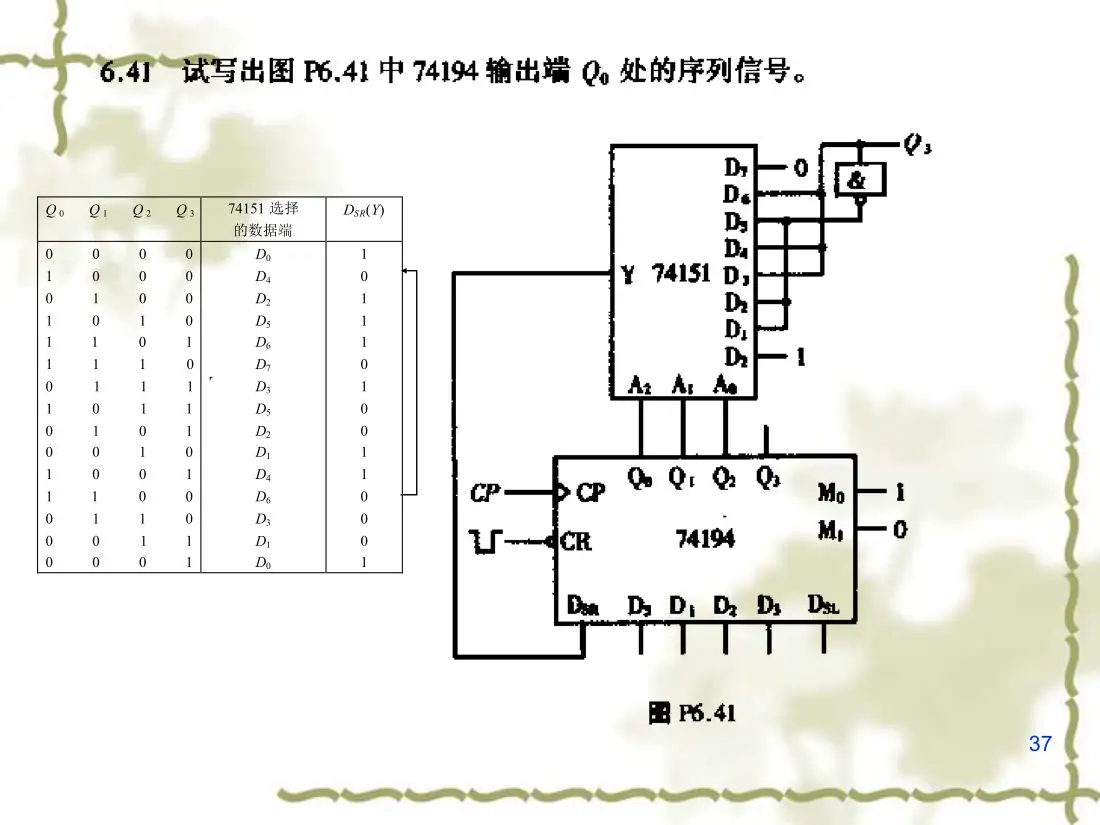 6.41 试写出图 P6.41 中 74194 输出端 Q₀ 处的序列信号。
Q₀ Q₁ Q₂ Q₃ 74151 选择的数据端 D_SR(Y)
0 0 0 0 D₀ 1
1 0 0 0 D₄ 0
0 1 0 0 D₂ 1
1 0 1 0 D₅ 1
1 1 0 1 D₆ 1
1 1 1 0 D₇ 0
0 1 1 1 D₃ 1
1 0 1 1 D₅ 0
0 1 0 1 D₂ 0
0 0 1 0 D₁ 1
1 0 0 1 D₄ 1
1 1 0 0 D₆ 0
0 1 1 0 D₃ 0
0 0 1 1 D₁ 0
0 0 0 1 D₀ 1
Q₃
D₇ 0
&
D₆
D₅
D₄
Y 74151 D₃
D₂
D₁
D₂ 1
A₂ A₁ A₀
Q₀ Q₁ Q₂ Q₃
CP CP M₀ 1
CR 74194 M₁ 0
D_SR D₃ D₁ D₂ D₃ D_SL
图 P6.41
37